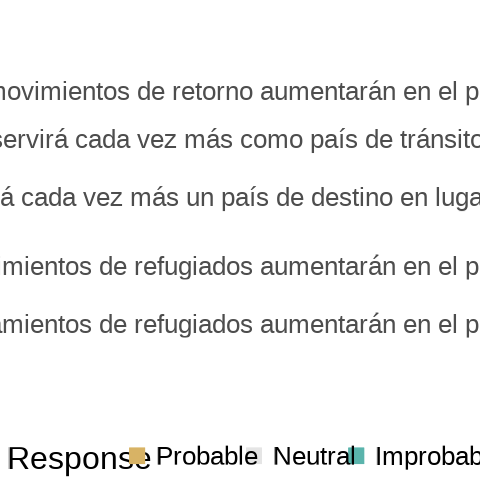 movimientos de retorno aumentarán en el p
servirá cada vez más como país de tránsito
á cada vez más un país de destino en luga
mientos de refugiados aumentarán en el p
amientos de refugiados aumentarán en el p
Response Probable Neutral Improbab